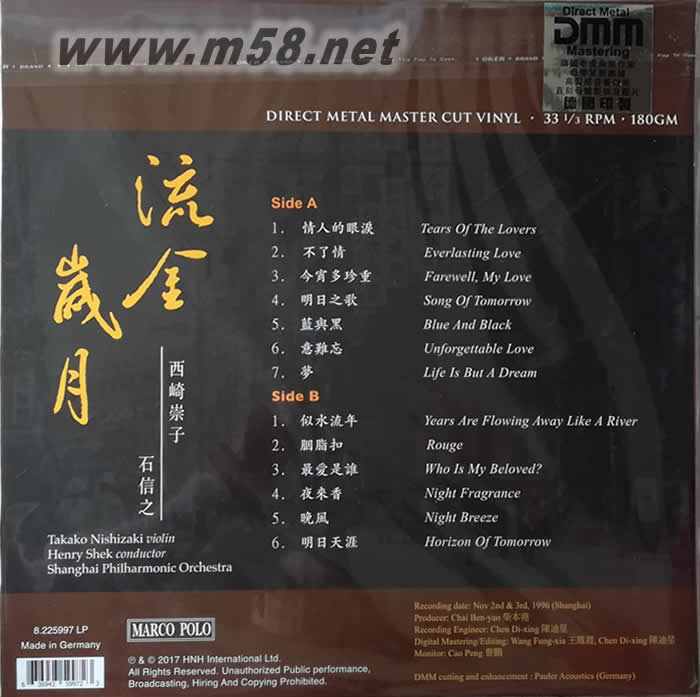 www.m58.net
Direct Metal
DMM
Mastering
德國印製
DIRECT METAL MASTER CUT VINYL · 33 1/3 RPM · 180GM
流金
歲月
西崎崇子
石信之
Takako Nishizaki violin
Henry Shek conductor
Shanghai Philharmonic Orchestra
Side A
1. 情人的眼淚 Tears Of The Lovers
2. 不了情 Everlasting Love
3. 今宵多珍重 Farewell, My Love
4. 明日之歌 Song Of Tomorrow
5. 藍與黑 Blue And Black
6. 意難忘 Unforgettable Love
7. 夢 Life Is But A Dream
Side B
1. 似水流年 Years Are Flowing Away Like A River
2. 胭脂扣 Rouge
3. 最愛是誰 Who Is My Beloved?
4. 夜來香 Night Fragrance
5. 晚風 Night Breeze
6. 明日天涯 Horizon Of Tomorrow
8.225997 LP
Made in Germany
6 36943 59972 3
MARCO POLO
℗ & © 2017 HNH International Ltd.
All Rights Reserved. Unauthorized Public performance,
Broadcasting, Hiring And Copying Prohibited.
Recording date: Nov 2nd & 3rd, 1996 (Shanghai)
Producer: Chai Ben-yao 柴本堯
Recording Engineer: Chen Di-xing 陳迪星
Digital Mastering/Editing: Wang Fung-xia 王鳳霞, Chen Di-xing 陳迪星
Monitor: Cao Peng 曹鵬
DMM cutting and enhancement : Pauler Acoustics (Germany)